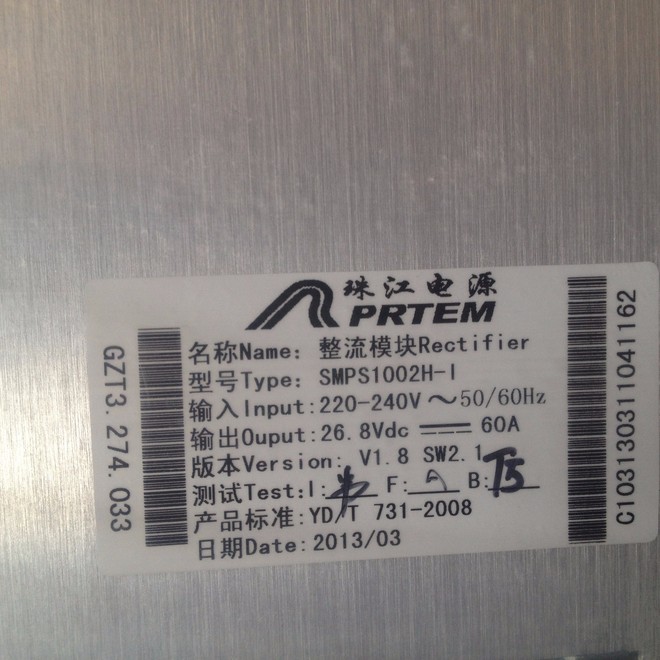 珠江电源
PRTEM
名称Name: 整流模块Rectifier
型号Type: SMPS1002H-I
输入Input:220-240V～50/60Hz
输出Ouput:26.8Vdc 60A
版本Version: V1.8 SW2.1
测试Test:I: F: A B: T5
产品标准:YD/T 731-2008
日期Date:2013/03
GZT3.274.033
C103130311041162